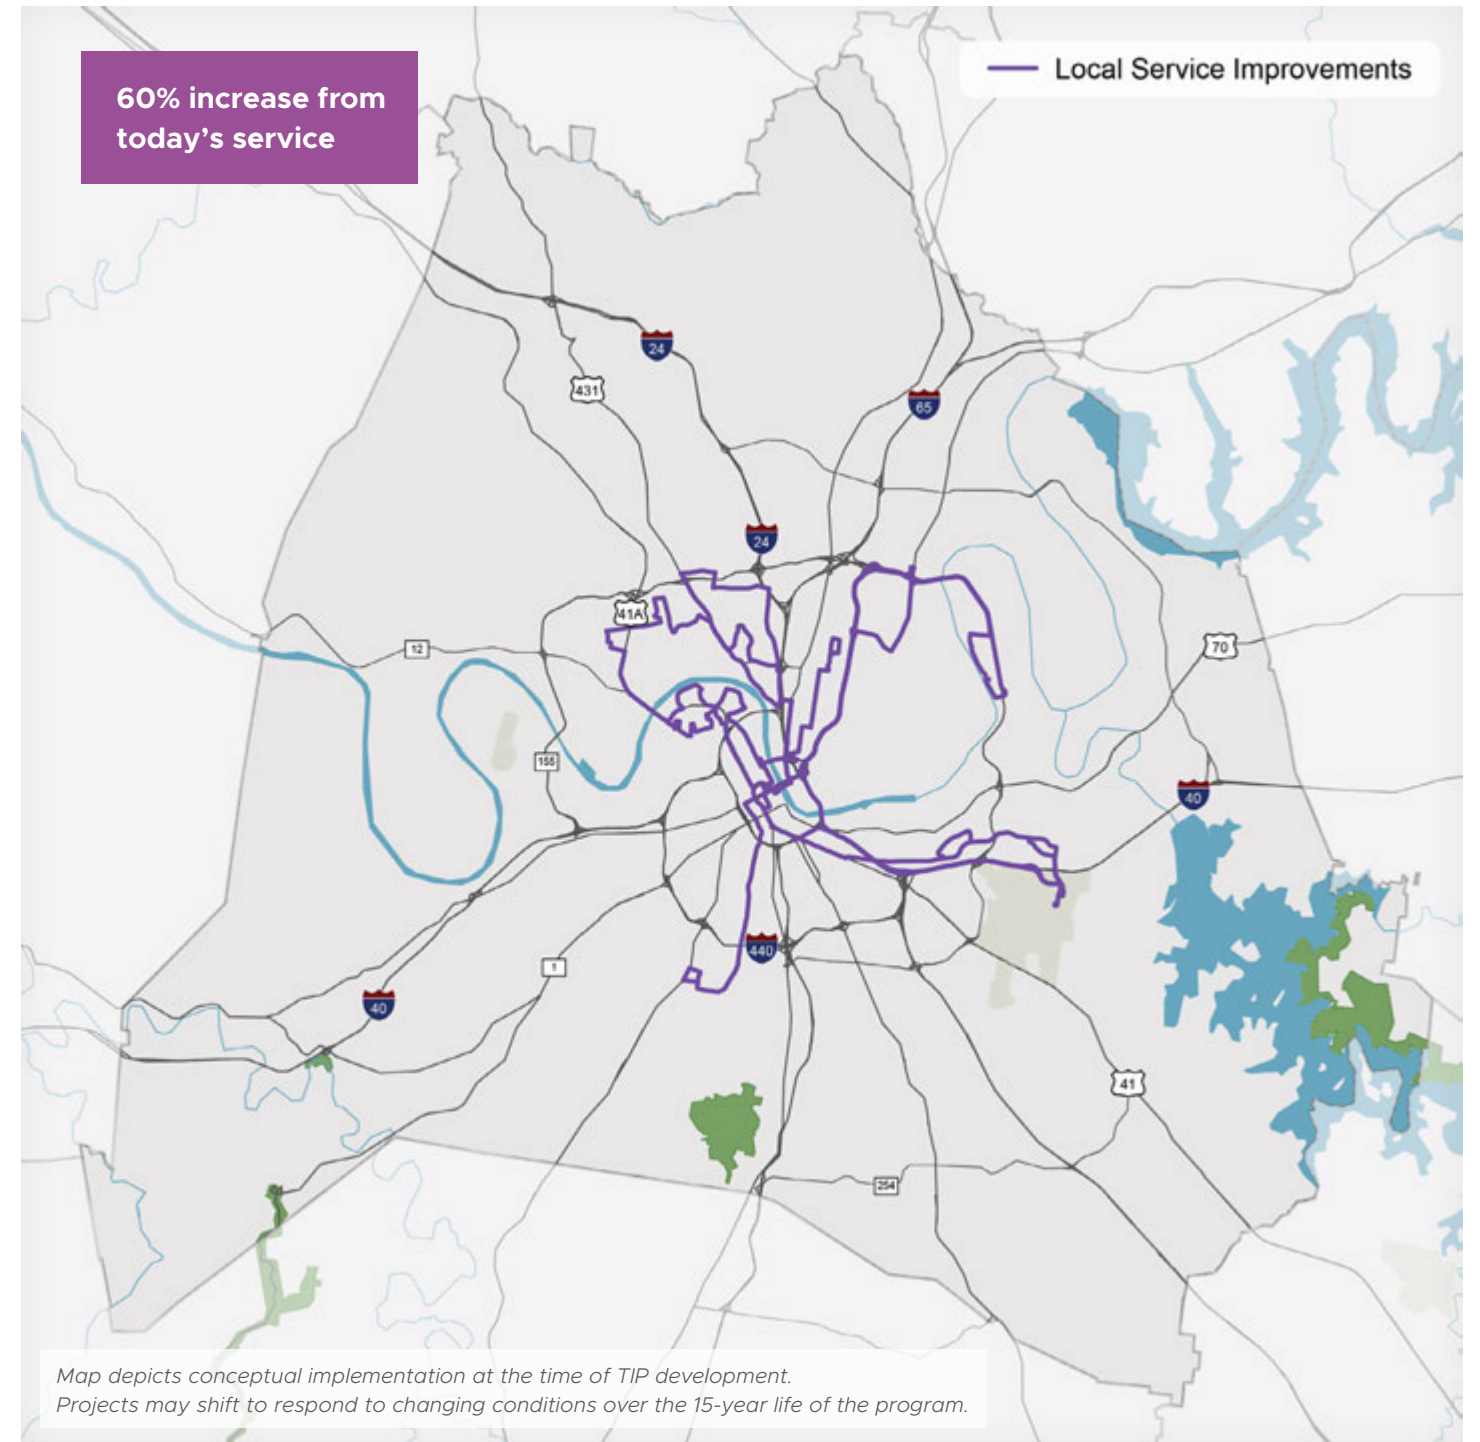 60% increase from
today's service
Local Service Improvements
24
431
65
24
41A
12
70
155
40
440
1
40
41
254
Map depicts conceptual implementation at the time of TIP development.
Projects may shift to respond to changing conditions over the 15-year life of the program.